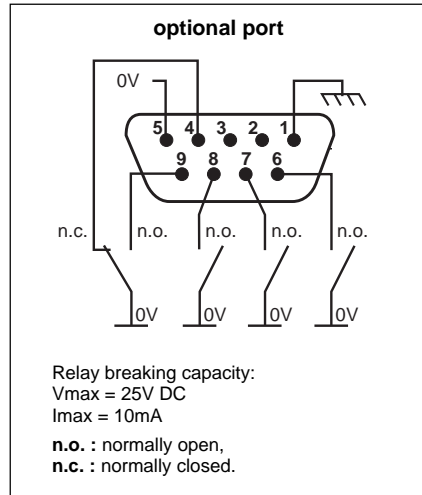 optional port
0V
5 4 3 2 1
9 8 7 6
n.c. n.o. n.o. n.o. n.o.
0V 0V 0V 0V
Relay breaking capacity:
Vmax = 25V DC
Imax = 10mA
n.o. : normally open,
n.c. : normally closed.